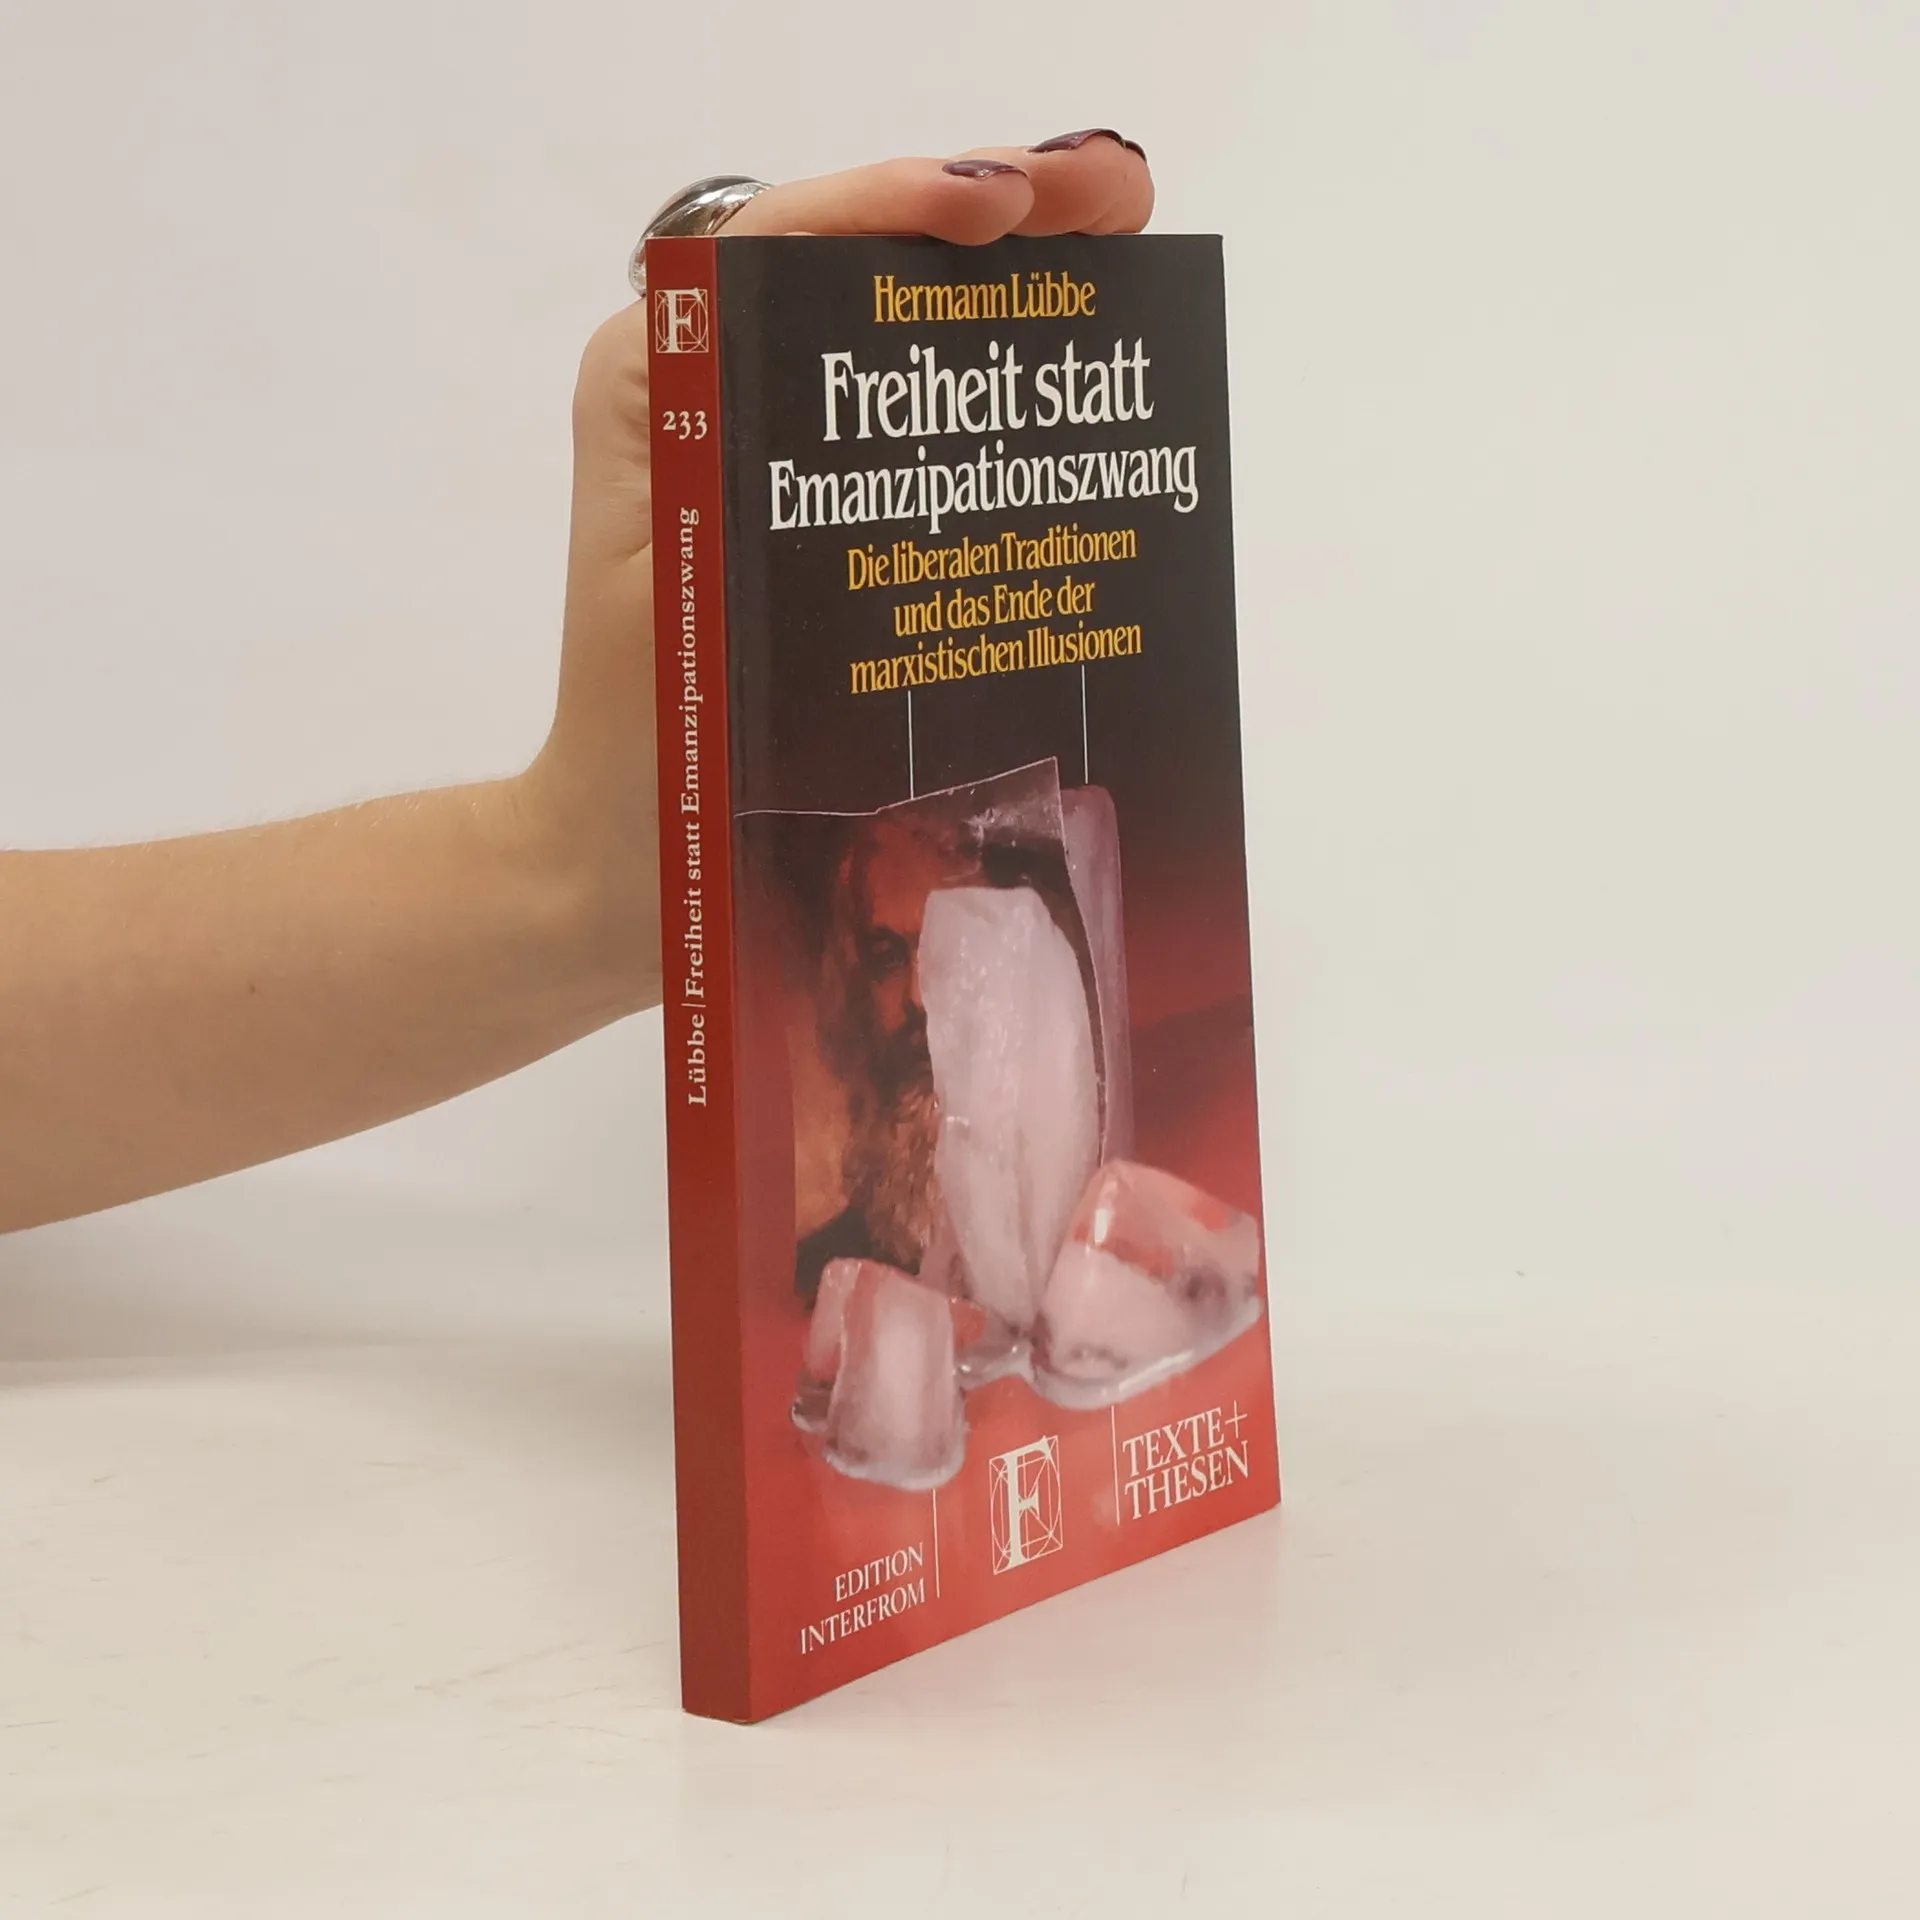 Hermann Lübbe
Freiheit statt
Emanzipationszwang
Die liberalen Traditionen
und das Ende der
marxistischen Illusionen
EDITION
INTERFROM
F
TEXTE+
THESEN
F
233
Lübbe | Freiheit statt Emanzipationszwang